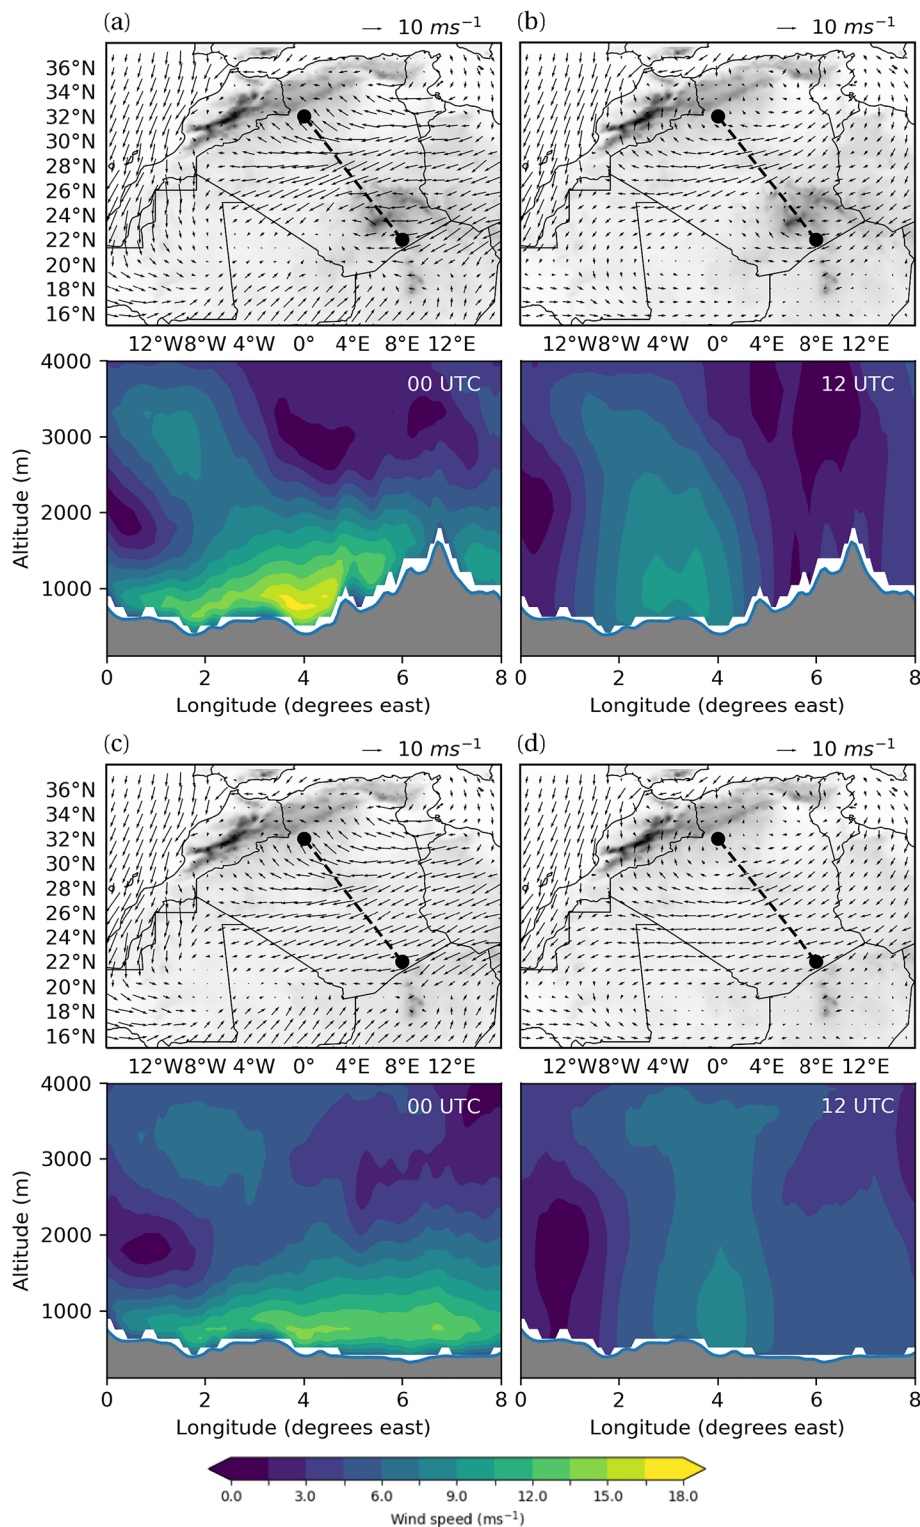 (a) → 10 ms⁻¹ (b) → 10 ms⁻¹
36°N
34°N
32°N
30°N
28°N
26°N
24°N
22°N
20°N
18°N
16°N
12°W 8°W 4°W 0° 4°E 8°E 12°E 12°W 8°W 4°W 0° 4°E 8°E 12°E
4000 00 UTC 12 UTC
3000
Altitude (m)
2000
1000
0 2 4 6 8 0 2 4 6 8
Longitude (degrees east) Longitude (degrees east)
(c) → 10 ms⁻¹ (d) → 10 ms⁻¹
36°N
34°N
32°N
30°N
28°N
26°N
24°N
22°N
20°N
18°N
16°N
12°W 8°W 4°W 0° 4°E 8°E 12°E 12°W 8°W 4°W 0° 4°E 8°E 12°E
4000 00 UTC 12 UTC
3000
Altitude (m)
2000
1000
0 2 4 6 8 0 2 4 6 8
Longitude (degrees east) Longitude (degrees east)
0.0 3.0 6.0 9.0 12.0 15.0 18.0
Wind speed (ms⁻¹)